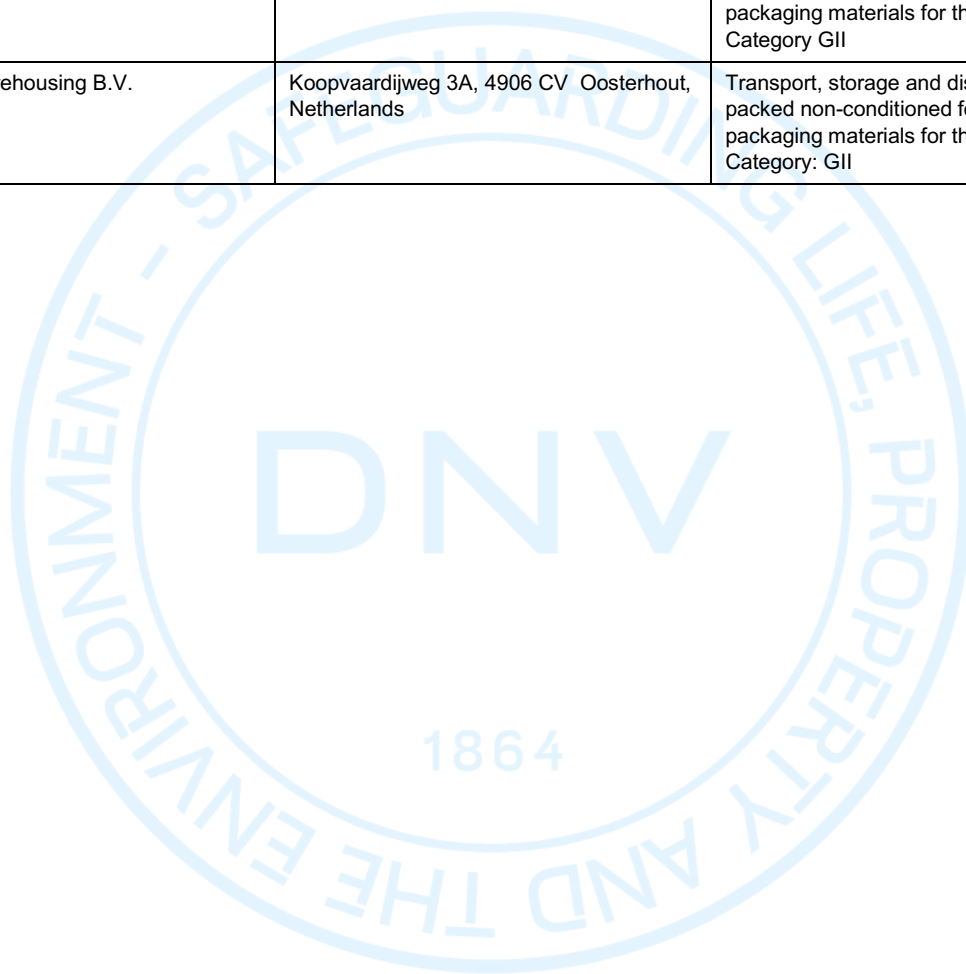 packaging materials for th
Category GII
ehousing B.V.
Koopvaardijweg 3A, 4906 CV Oosterhout,
Netherlands
Transport, storage and dis
packed non-conditioned fo
packaging materials for th
Category: GII
SAFEGUARDING LIFE, PROPERTY AND THE ENVIRONMENT -
DNV
1864